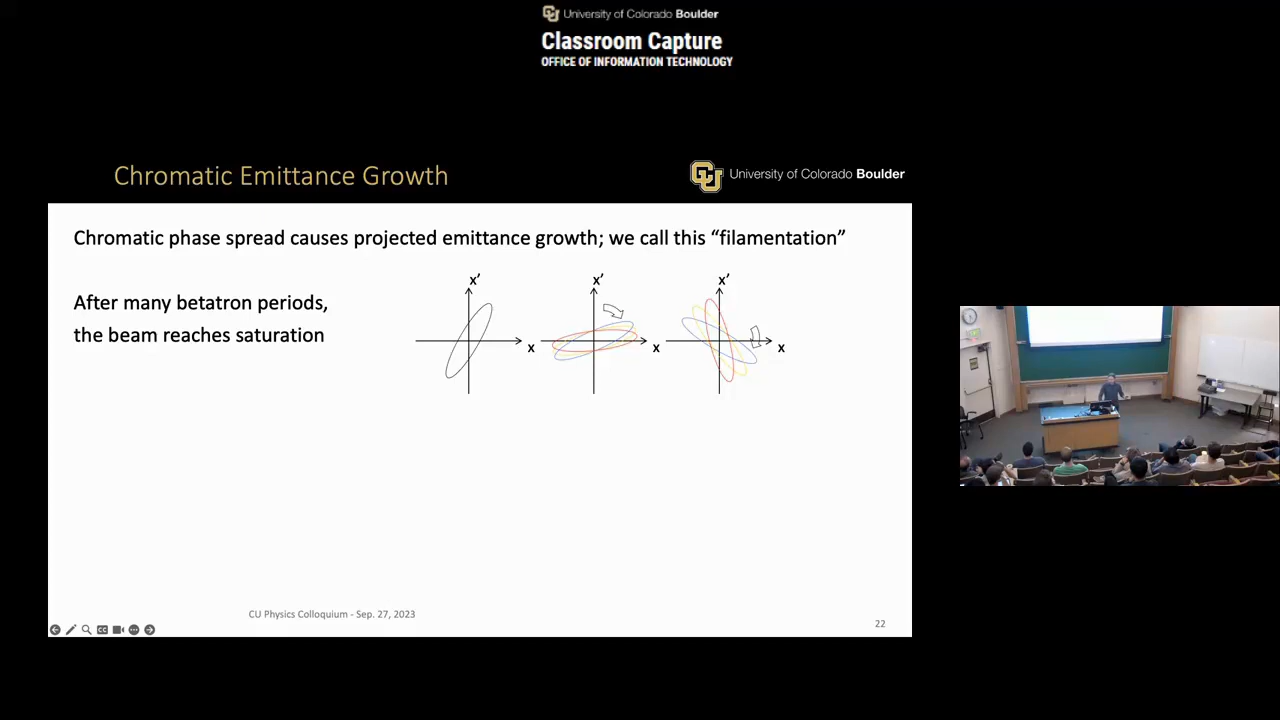 University of Colorado Boulder
Classroom Capture
OFFICE OF INFORMATION TECHNOLOGY
Chromatic Emittance Growth
University of Colorado Boulder
Chromatic phase spread causes projected emittance growth; we call this “filamentation”
After many betatron periods,
the beam reaches saturation
x’
x
x’
x
x’
x
CU Physics Colloquium - Sep. 27, 2023
22